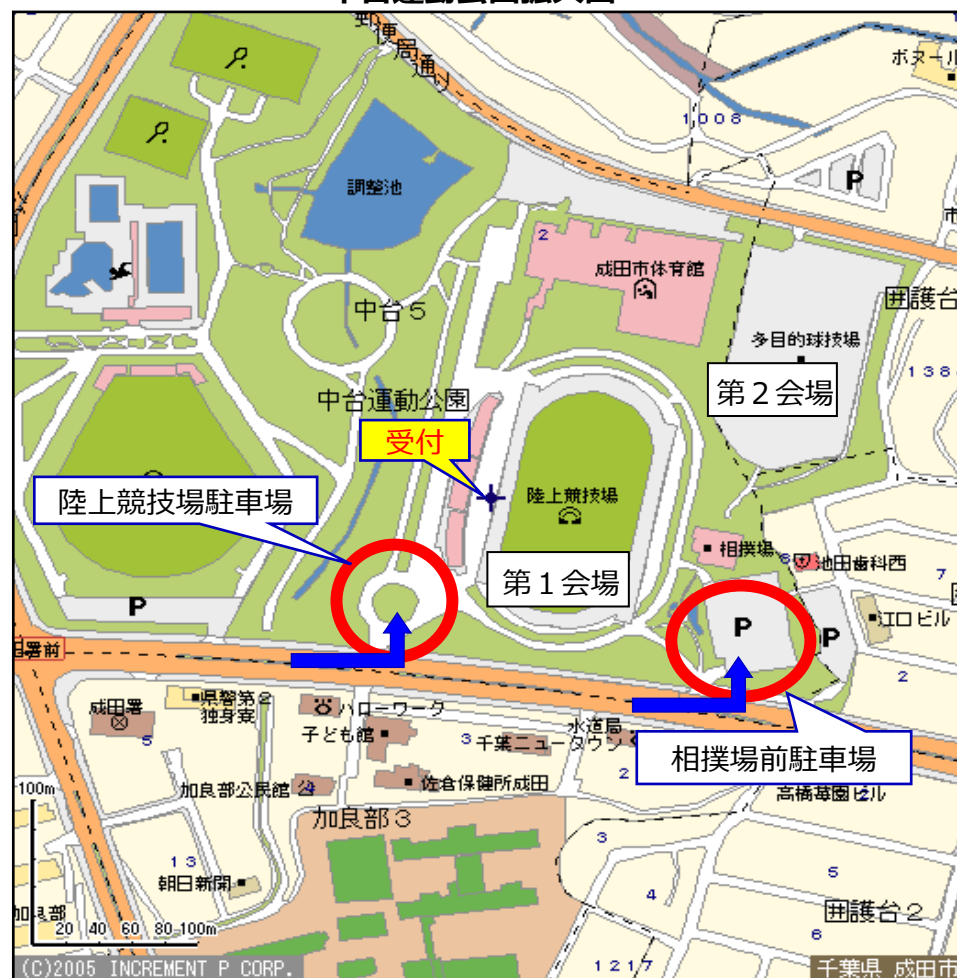 郵便局通り
ボヌール
1008
P
調整池
市
2
成田市体育館
中台5
囲護台
多目的球技場
138
第2会場
中台運動公園
受付
陸上競技場駐車場
陸上競技場
相撲場
8
池田歯科西
7
第1会場
P
P
P
江口ビル
2
署前
成田署
5
県警第2
独身寮
ハローワーク
子ども館
3
千葉ニュータウン
水道局
相撲場前駐車場
2
加良部公民館
4
佐倉保健所成田
高橋墓園ビル
2
100m
加良部3
3
13
朝日新聞
5
4
囲護台2
加良部
20 40 60 80 100m
6
(C)2005 INCREMENT P CORP.
1217
千葉県 成田市